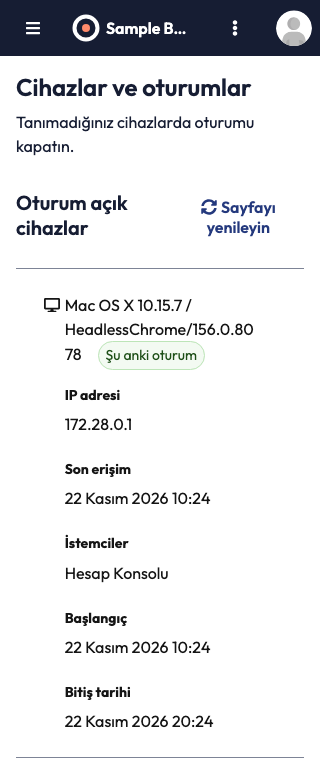 Sample B...
Cihazlar ve oturumlar
Tanımadığınız cihazlarda oturumu
kapatın.
Oturum açık
cihazlar
Sayfayı
yenileyin
Mac OS X 10.15.7 /
HeadlessChrome/156.0.80
78 Şu anki oturum
IP adresi
172.28.0.1
Son erişim
22 Kasım 2026 10:24
İstemciler
Hesap Konsolu
Başlangıç
22 Kasım 2026 10:24
Bitiş tarihi
22 Kasım 2026 20:24